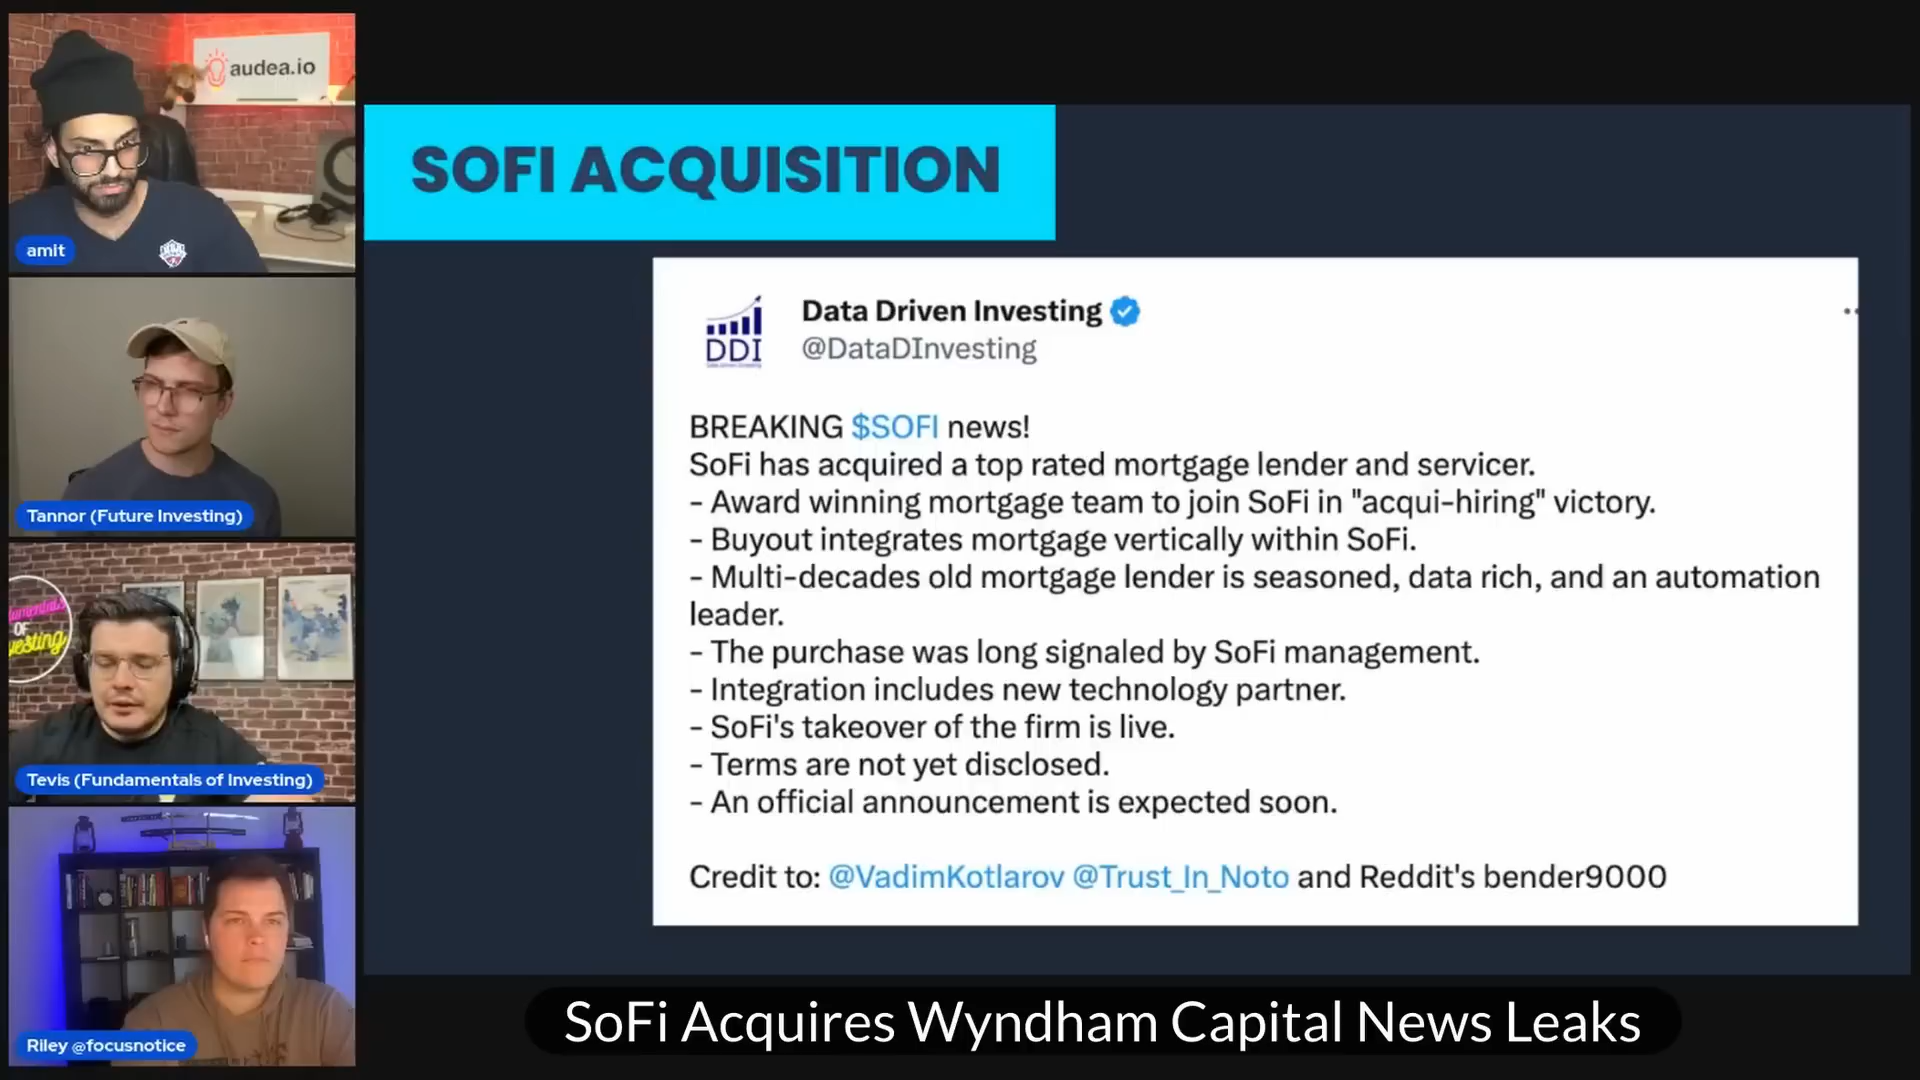 audea.io
amit
Tannor (Future Investing)
OF
Tevis (Fundamentals of Investing)
Riley @focusnotice
SOFI ACQUISITION
DDI
Data Driven Investing
@DataDInvesting
BREAKING $SOFI news!
SoFi has acquired a top rated mortgage lender and servicer.
- Award winning mortgage team to join SoFi in "acqui-hiring" victory.
- Buyout integrates mortgage vertically within SoFi.
- Multi-decades old mortgage lender is seasoned, data rich, and an automation
leader.
- The purchase was long signaled by SoFi management.
- Integration includes new technology partner.
- SoFi's takeover of the firm is live.
- Terms are not yet disclosed.
- An official announcement is expected soon.
Credit to: @VadimKotlarov @Trust_In_Noto and Reddit's bender9000
SoFi Acquires Wyndham Capital News Leaks